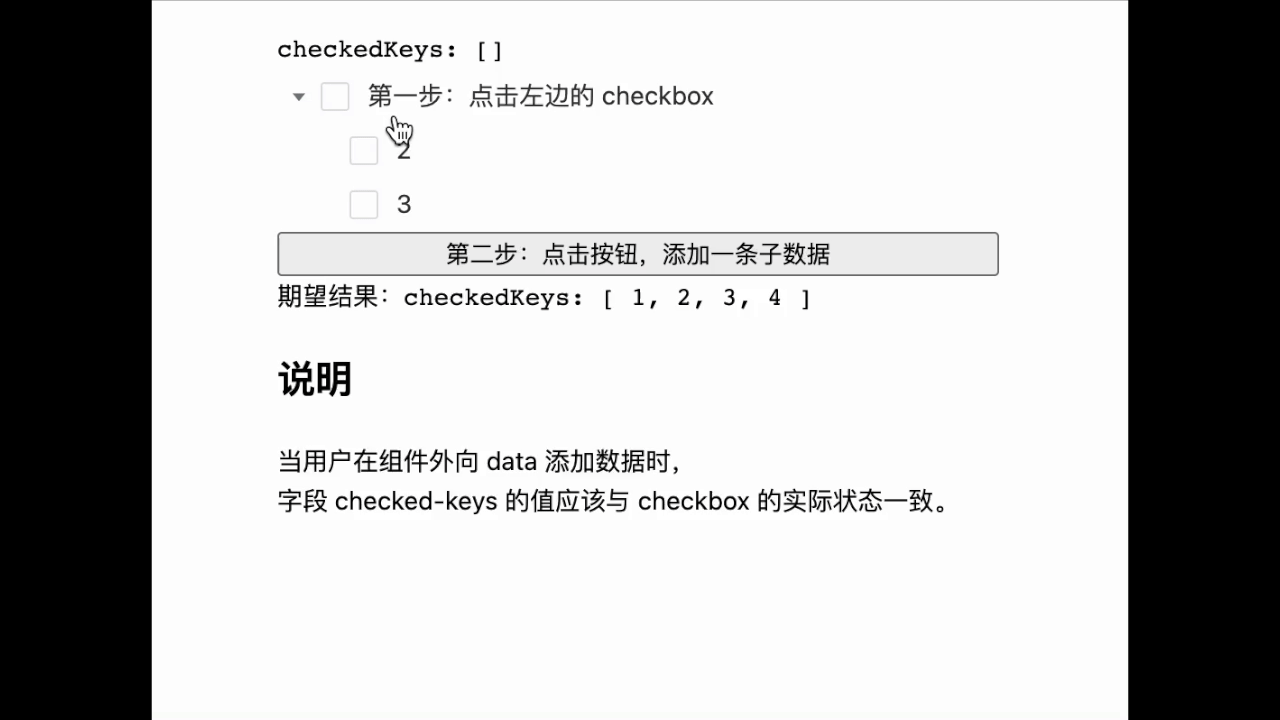 checkedKeys: []
第一步：点击左边的 checkbox
2
3
第二步：点击按钮，添加一条子数据
期望结果：checkedKeys: [ 1, 2, 3, 4 ]
说明
当用户在组件外向 data 添加数据时，
字段 checked-keys 的值应该与 checkbox 的实际状态一致。